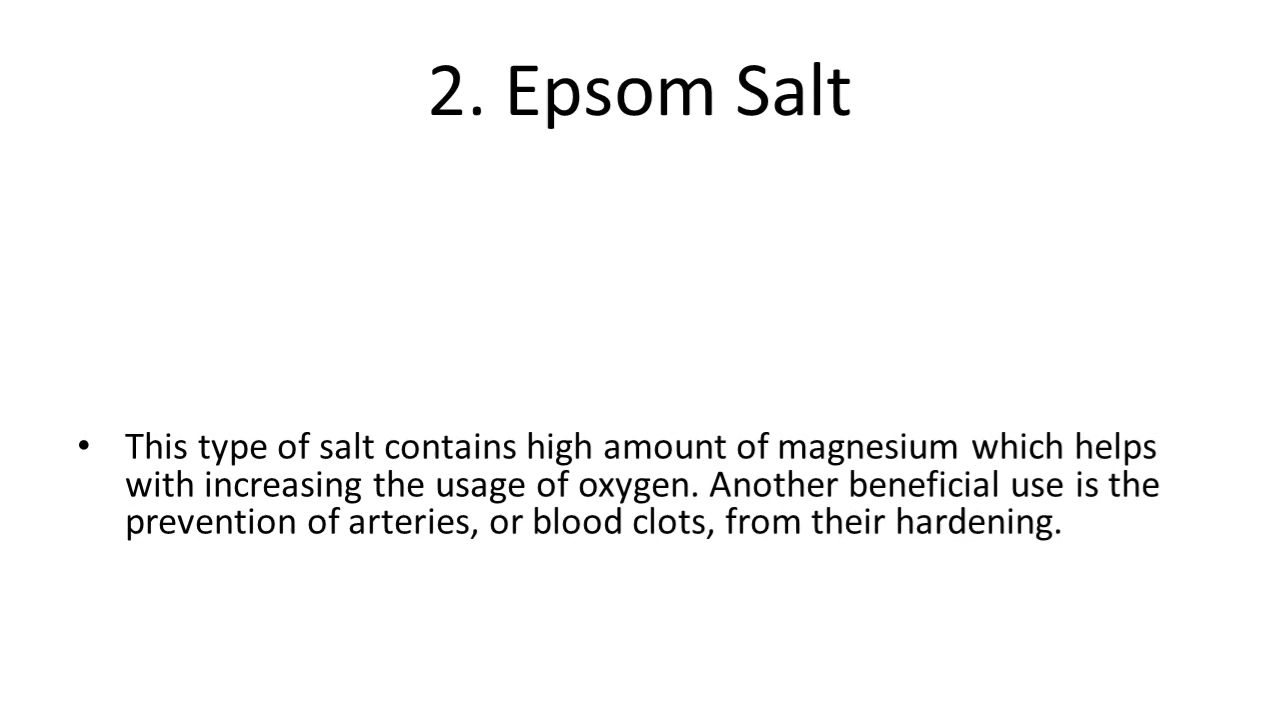 2. Epsom Salt
• This type of salt contains high amount of magnesium which helps
with increasing the usage of oxygen. Another beneficial use is the
prevention of arteries, or blood clots, from their hardening.